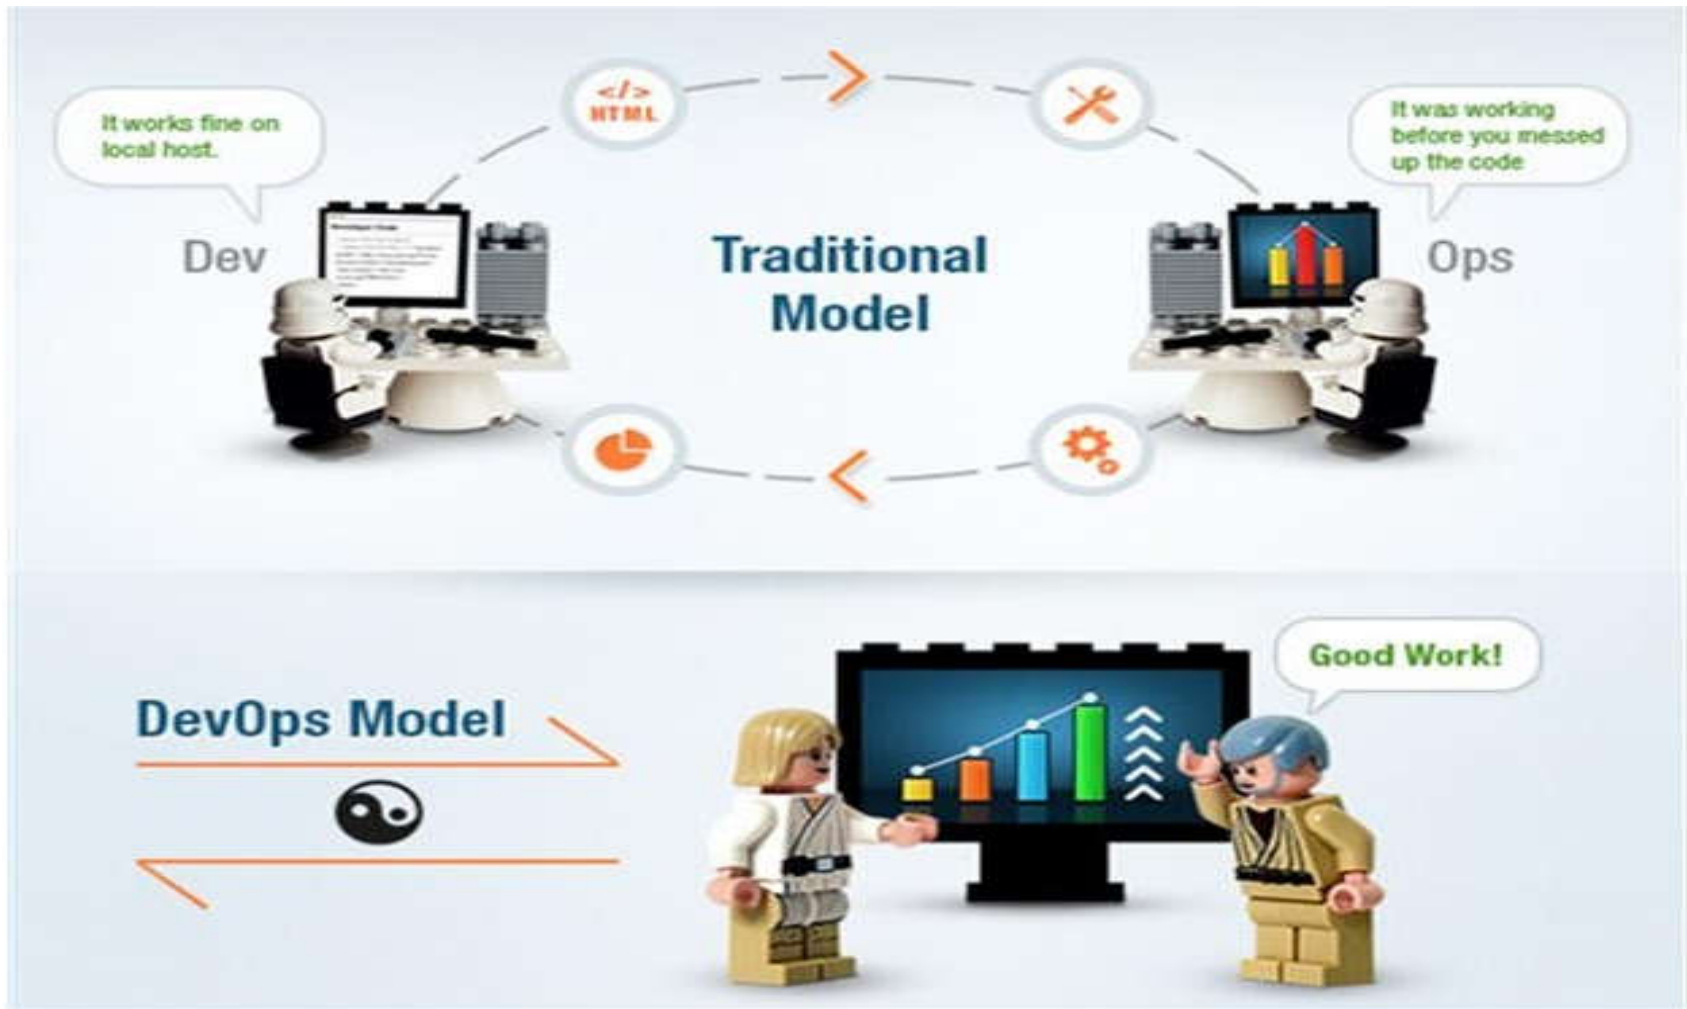 It works fine on
local host.
</>
HTML
It was working
before you messed
up the code
Dev
Traditional
Model
Ops
DevOps Model
Good Work!